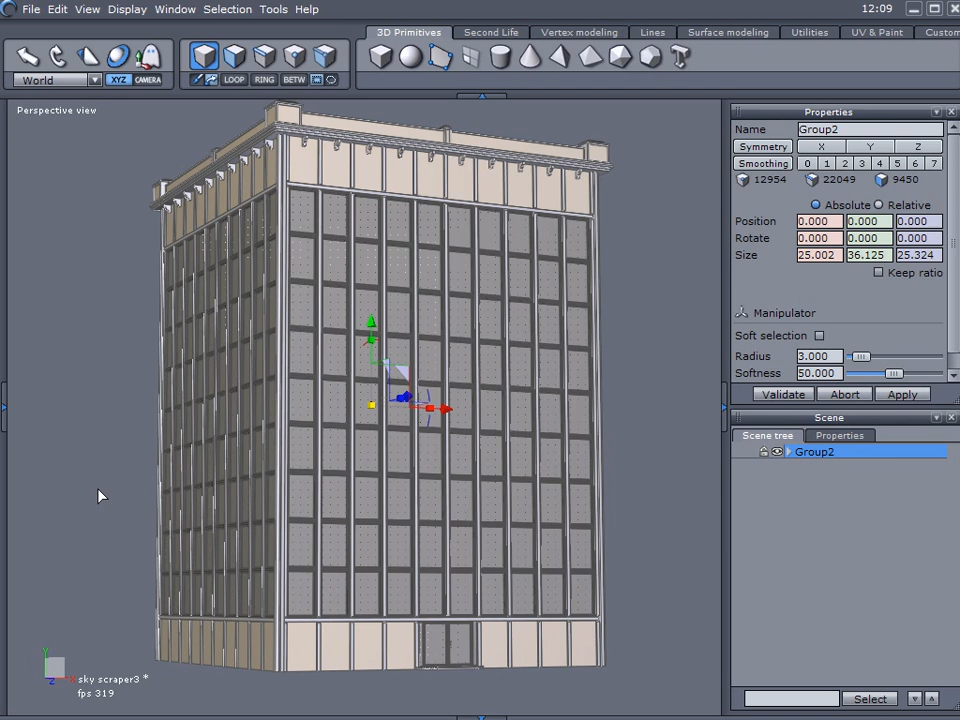 File Edit View Display Window Selection Tools Help
12:09
3D Primitives Second Life Vertex modeling Lines Surface modeling Utilities UV & Paint Custom
World XYZ CAMERA LOOP RING BETW
Perspective view
Properties
Name Group2
Symmetry X Y Z
Smoothing 0 1 2 3 4 5 6 7
12954 22049 9450
Absolute Relative
Position 0.000 0.000 0.000
Rotate 0.000 0.000 0.000
Size 25.002 36.125 25.324
Keep ratio
Manipulator
Soft selection
Radius 3.000
Softness 50.000
Validate Abort Apply
Scene
Scene tree Properties
Group2
Y
Z X
sky scraper3 *
fps 319
Select